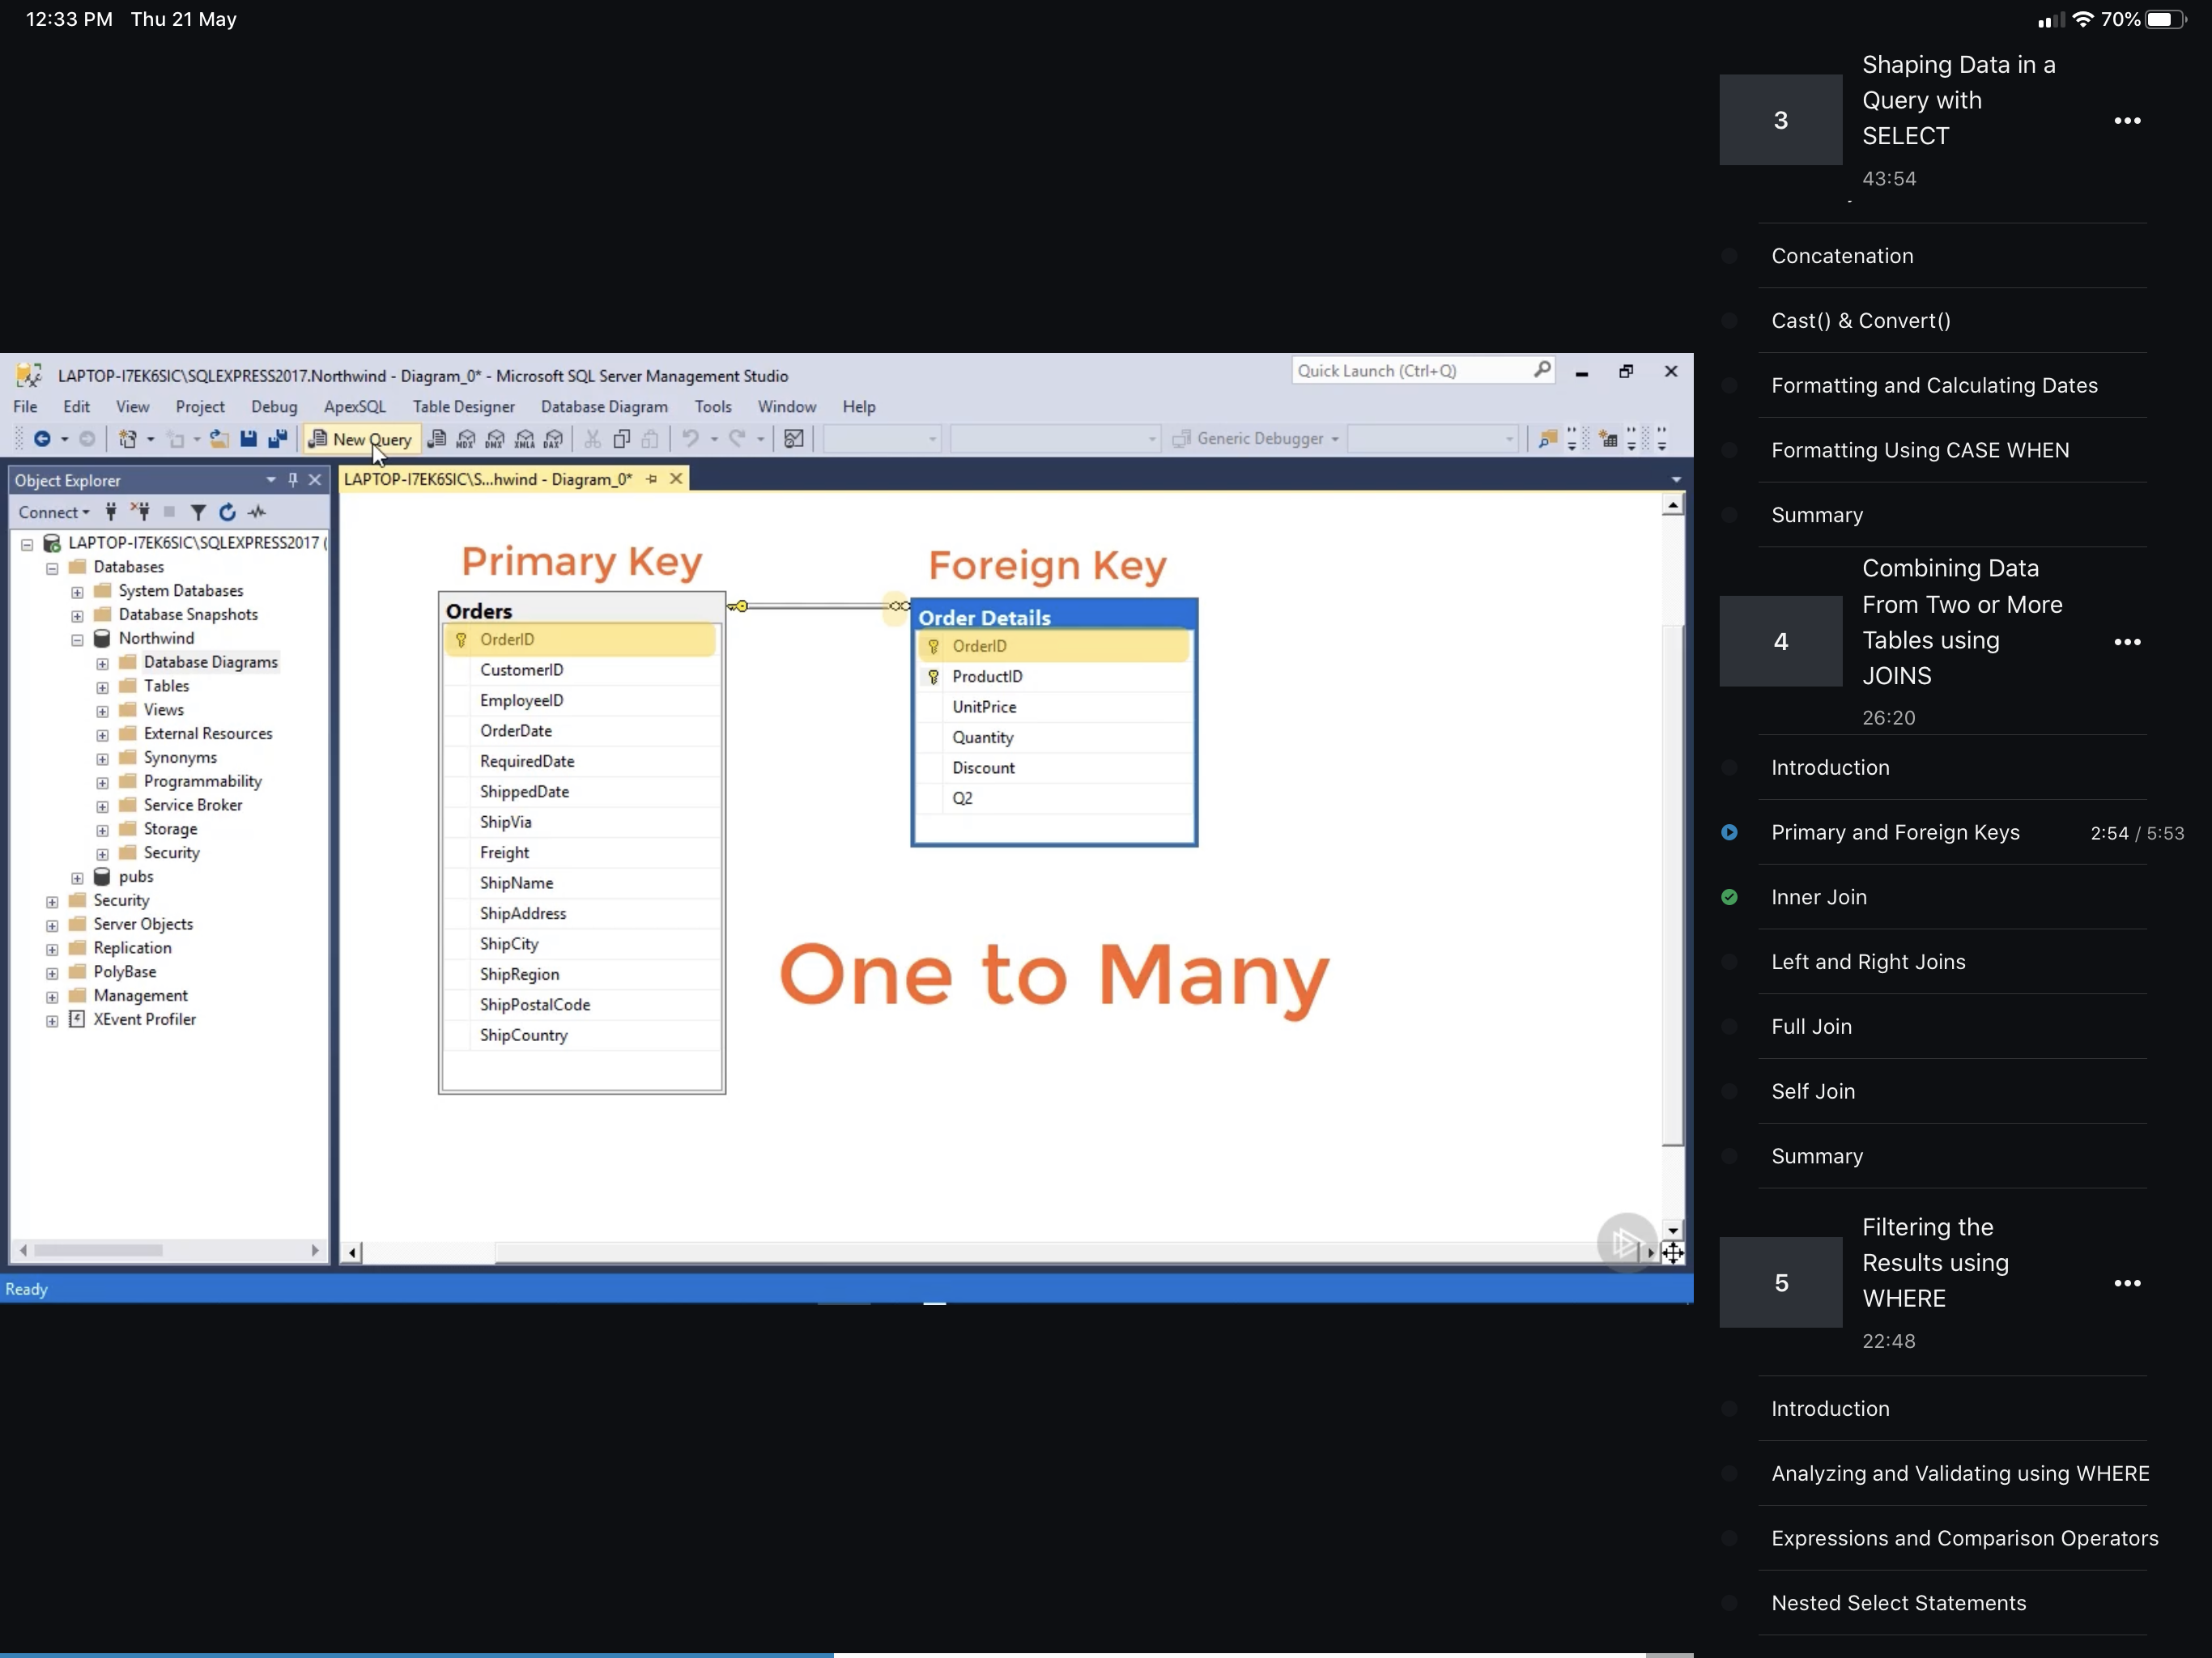 12:33 PM Thu 21 May
70%
LAPTOP-I7EK6SIC\SQLEXPRESS2017.Northwind - Diagram_0* - Microsoft SQL Server Management Studio
Quick Launch (Ctrl+Q)
File Edit View Project Debug ApexSQL Table Designer Database Diagram Tools Window Help
New Query
MDX DMX XMLA DAX
Generic Debugger
Object Explorer
Connect
LAPTOP-I7EK6SIC\SQLEXPRESS2017 (
Databases
System Databases
Database Snapshots
Northwind
Database Diagrams
Tables
Views
External Resources
Synonyms
Programmability
Service Broker
Storage
Security
pubs
Security
Server Objects
Replication
PolyBase
Management
XEvent Profiler
LAPTOP-I7EK6SIC\S...hwind - Diagram_0*
Primary Key
Orders
OrderID
CustomerID
EmployeeID
OrderDate
RequiredDate
ShippedDate
ShipVia
Freight
ShipName
ShipAddress
ShipCity
ShipRegion
ShipPostalCode
ShipCountry
Foreign Key
Order Details
OrderID
ProductID
UnitPrice
Quantity
Discount
Q2
One to Many
Ready
3
Shaping Data in a
Query with
SELECT
43:54
Concatenation
Cast() & Convert()
Formatting and Calculating Dates
Formatting Using CASE WHEN
Summary
4
Combining Data
From Two or More
Tables using
JOINS
26:20
Introduction
Primary and Foreign Keys 2:54 / 5:53
Inner Join
Left and Right Joins
Full Join
Self Join
Summary
5
Filtering the
Results using
WHERE
22:48
Introduction
Analyzing and Validating using WHERE
Expressions and Comparison Operators
Nested Select Statements